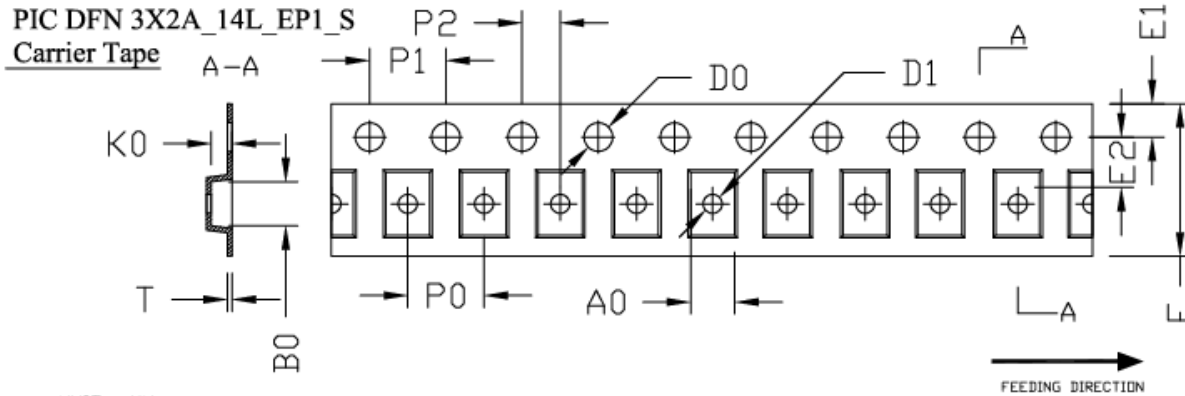 PIC DFN 3X2A_14L_EP1_S
Carrier Tape
A-A
P2
P1
D0
D1
A
E1
K0
E2
T
P0
A0
B0
A
FEEDING DIRECTION